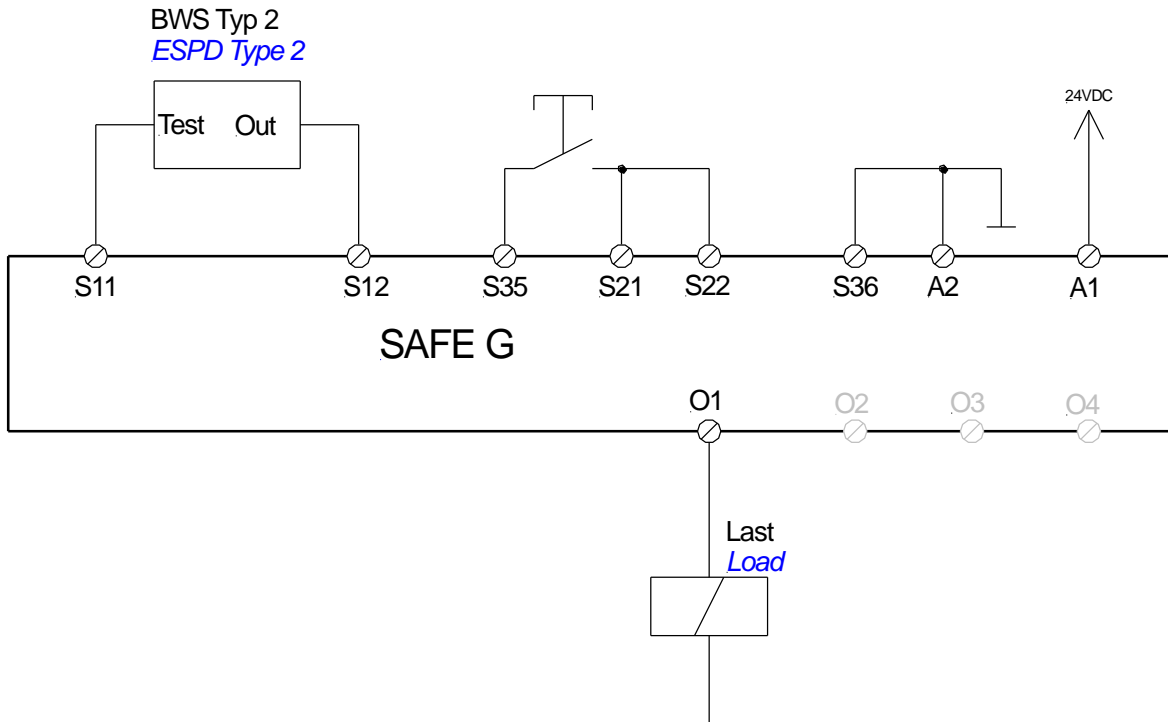 BWS Typ 2
ESPD Type 2
24VDC
Test Out
S11 S12 S35 S21 S22 S36 A2 A1
SAFE G
O1 O2 O3 O4
Last
Load